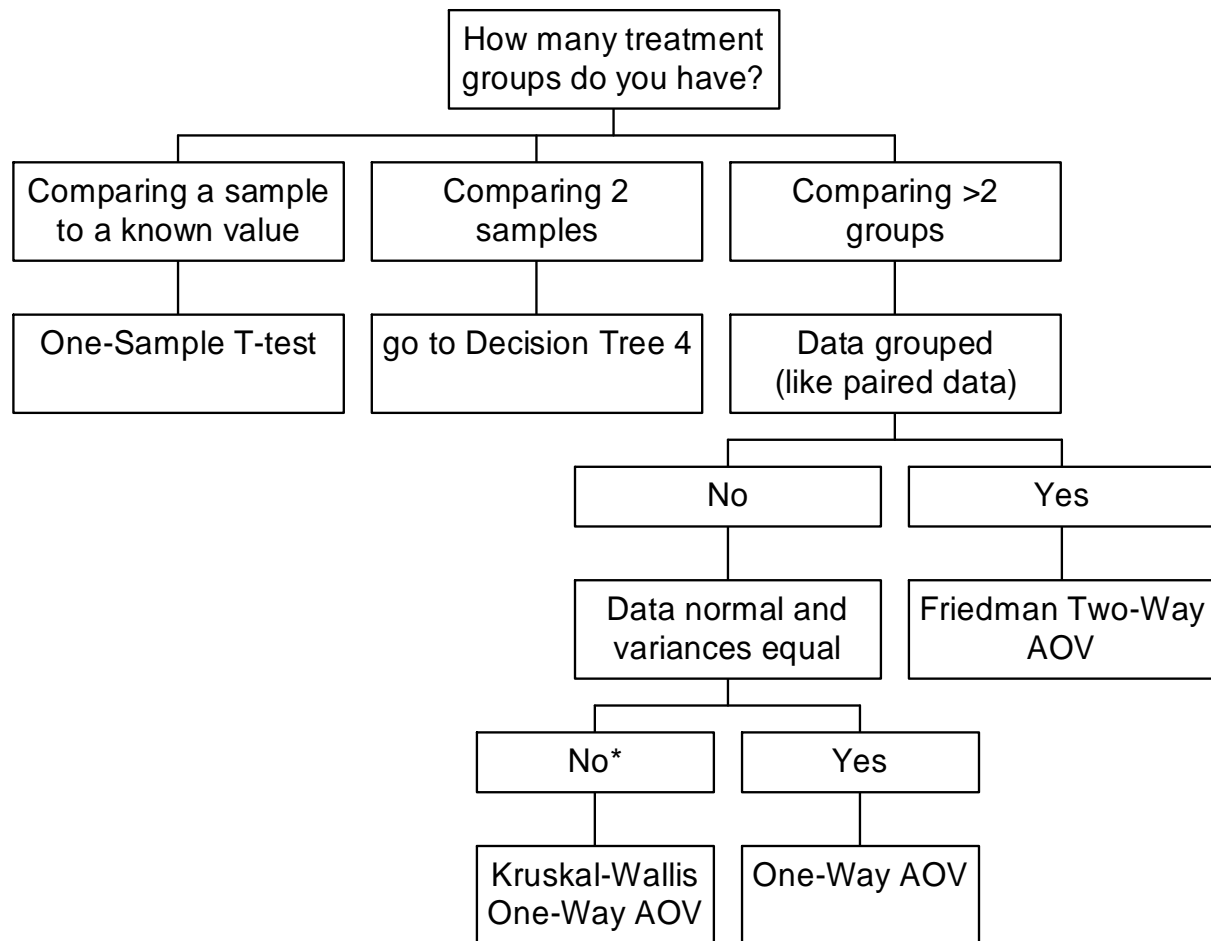 How many treatment
groups do you have?
Comparing a sample
to a known value
Comparing 2
samples
Comparing >2
groups
One-Sample T-test
go to Decision Tree 4
Data grouped
(like paired data)
No
Yes
Data normal and
variances equal
Friedman Two-Way
AOV
No*
Yes
Kruskal-Wallis
One-Way AOV
One-Way AOV